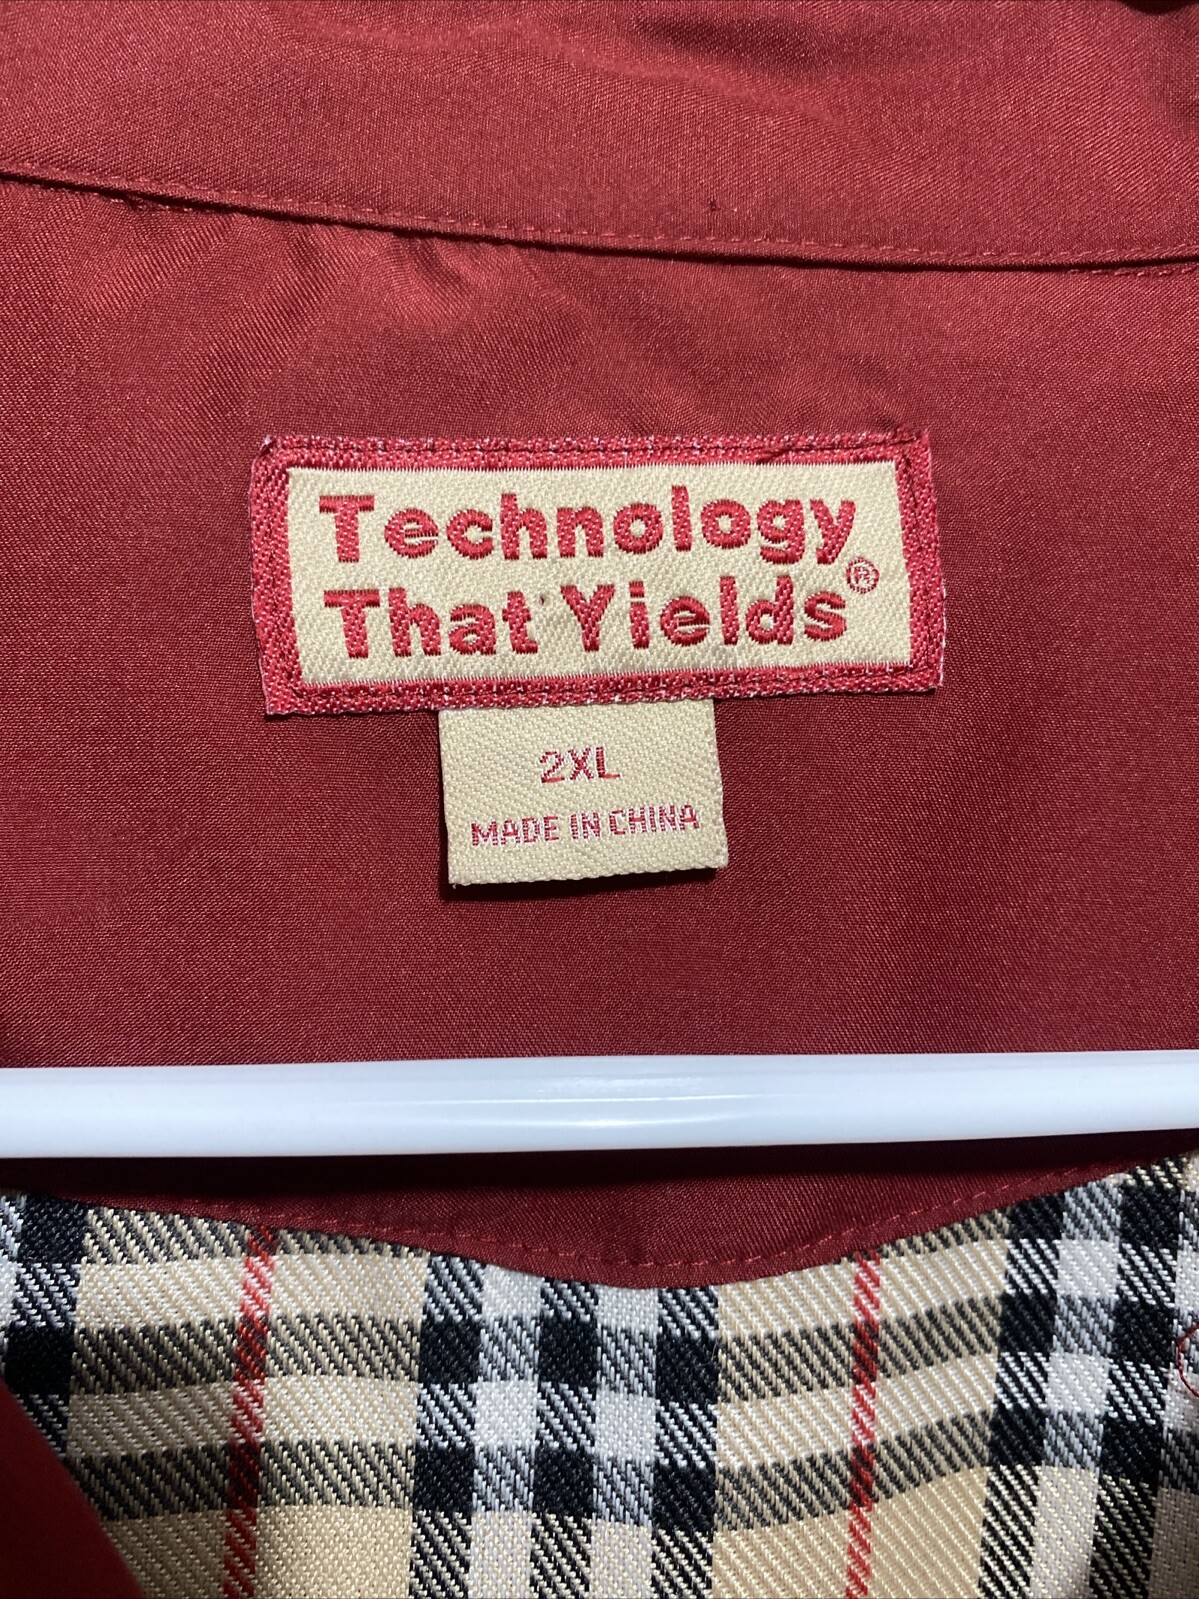 Technology
That Yields®
2XL
MADE IN CHINA